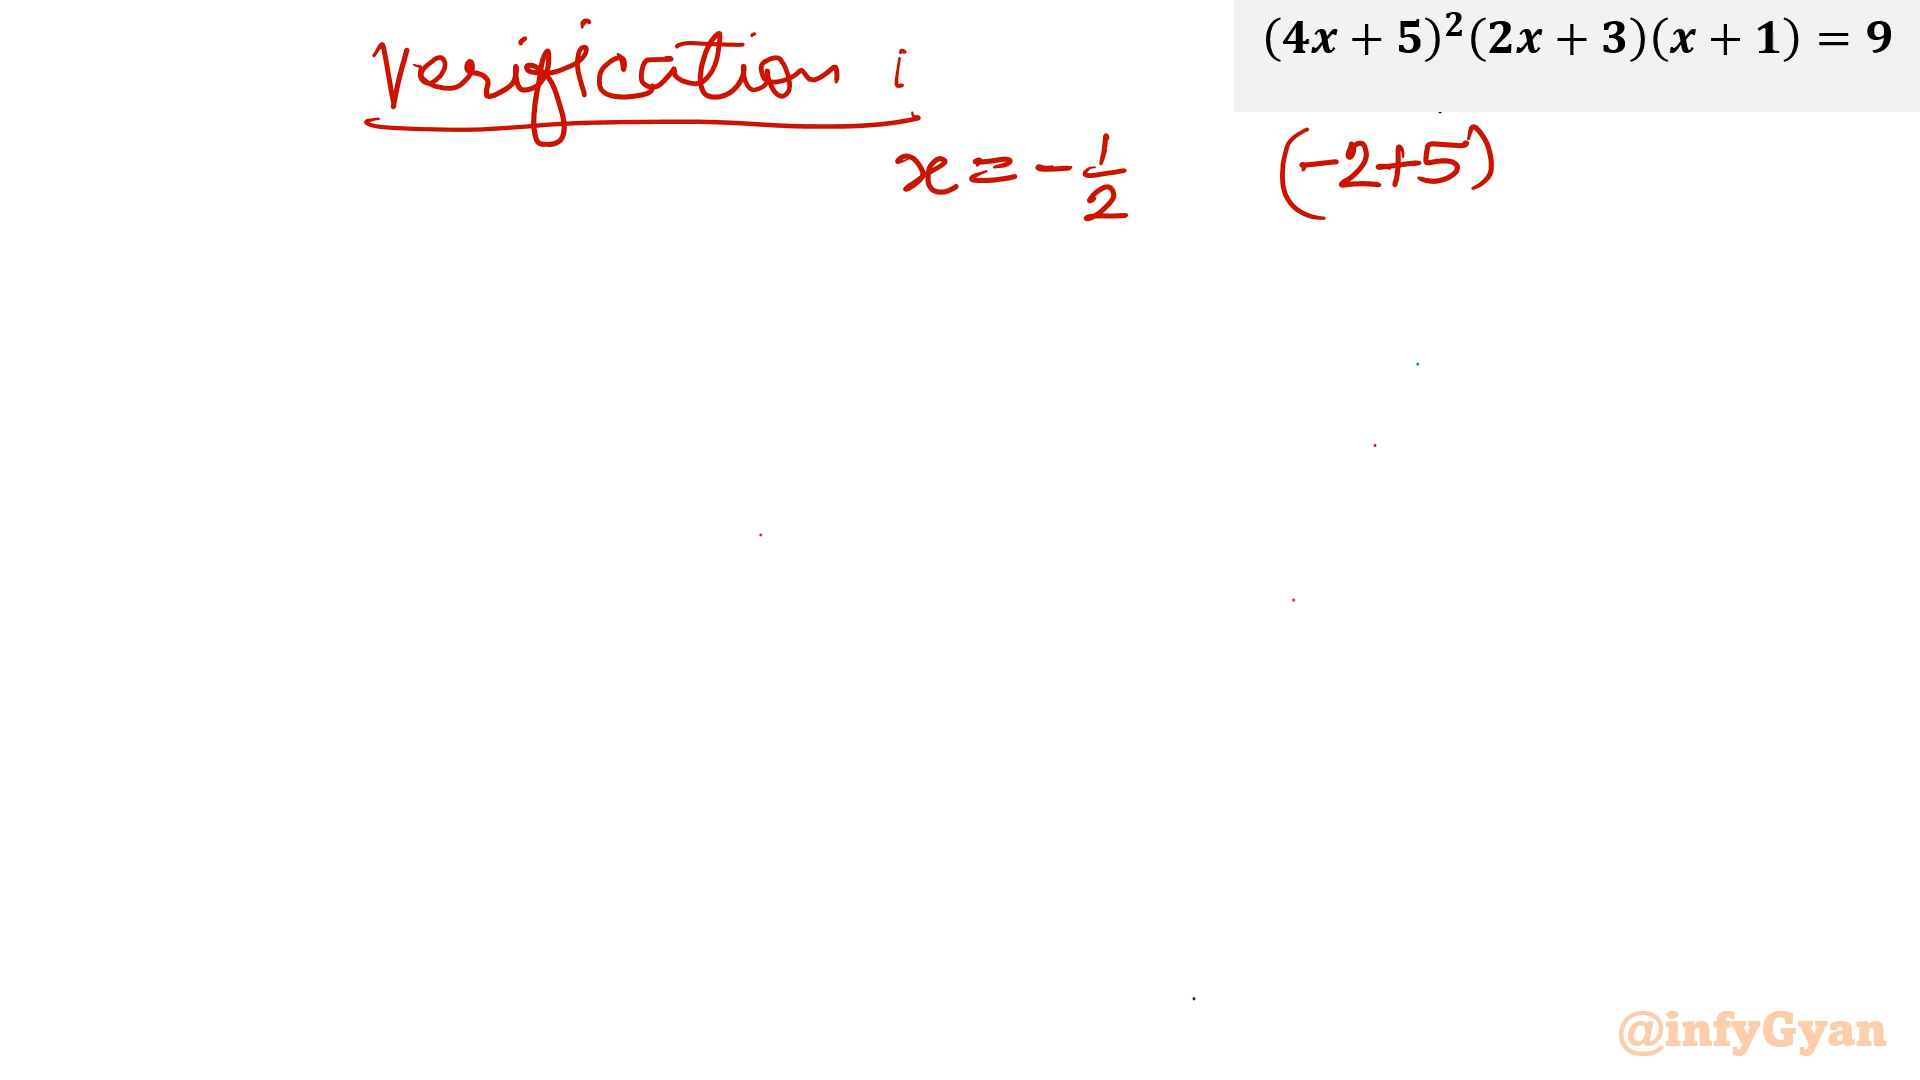 Verification :
(4x + 5)²(2x + 3)(x + 1) = 9
x = -1/2
(-2+5)
@infyGyan